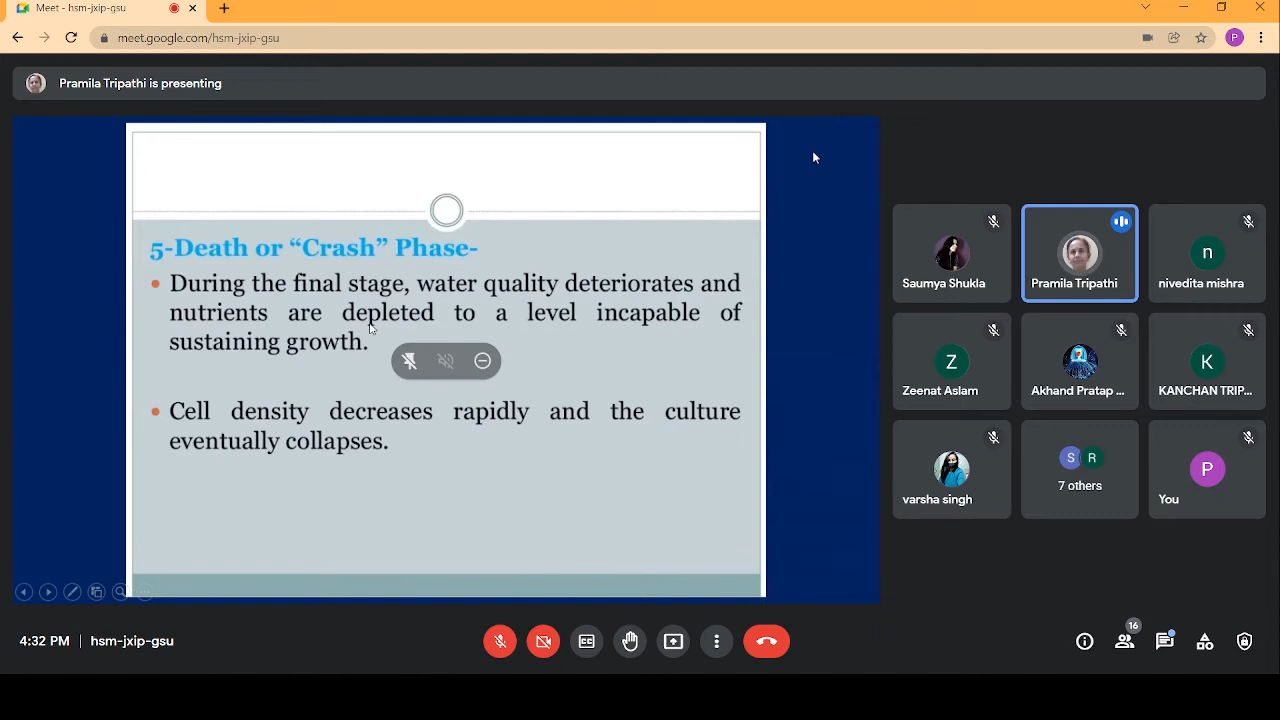 Meet - hsm-jxip-gsu
meet.google.com/hsm-jxip-gsu
P
Pramila Tripathi is presenting
5-Death or “Crash” Phase-
During the final stage, water quality deteriorates and
nutrients are depleted to a level incapable of
sustaining growth.
Cell density decreases rapidly and the culture
eventually collapses.
Saumya Shukla
Pramila Tripathi
n
nivedita mishra
Z
Zeenat Aslam
Akhand Pratap ...
K
KANCHAN TRIP...
varsha singh
S R
7 others
P
You
4:32 PM | hsm-jxip-gsu
CC
16